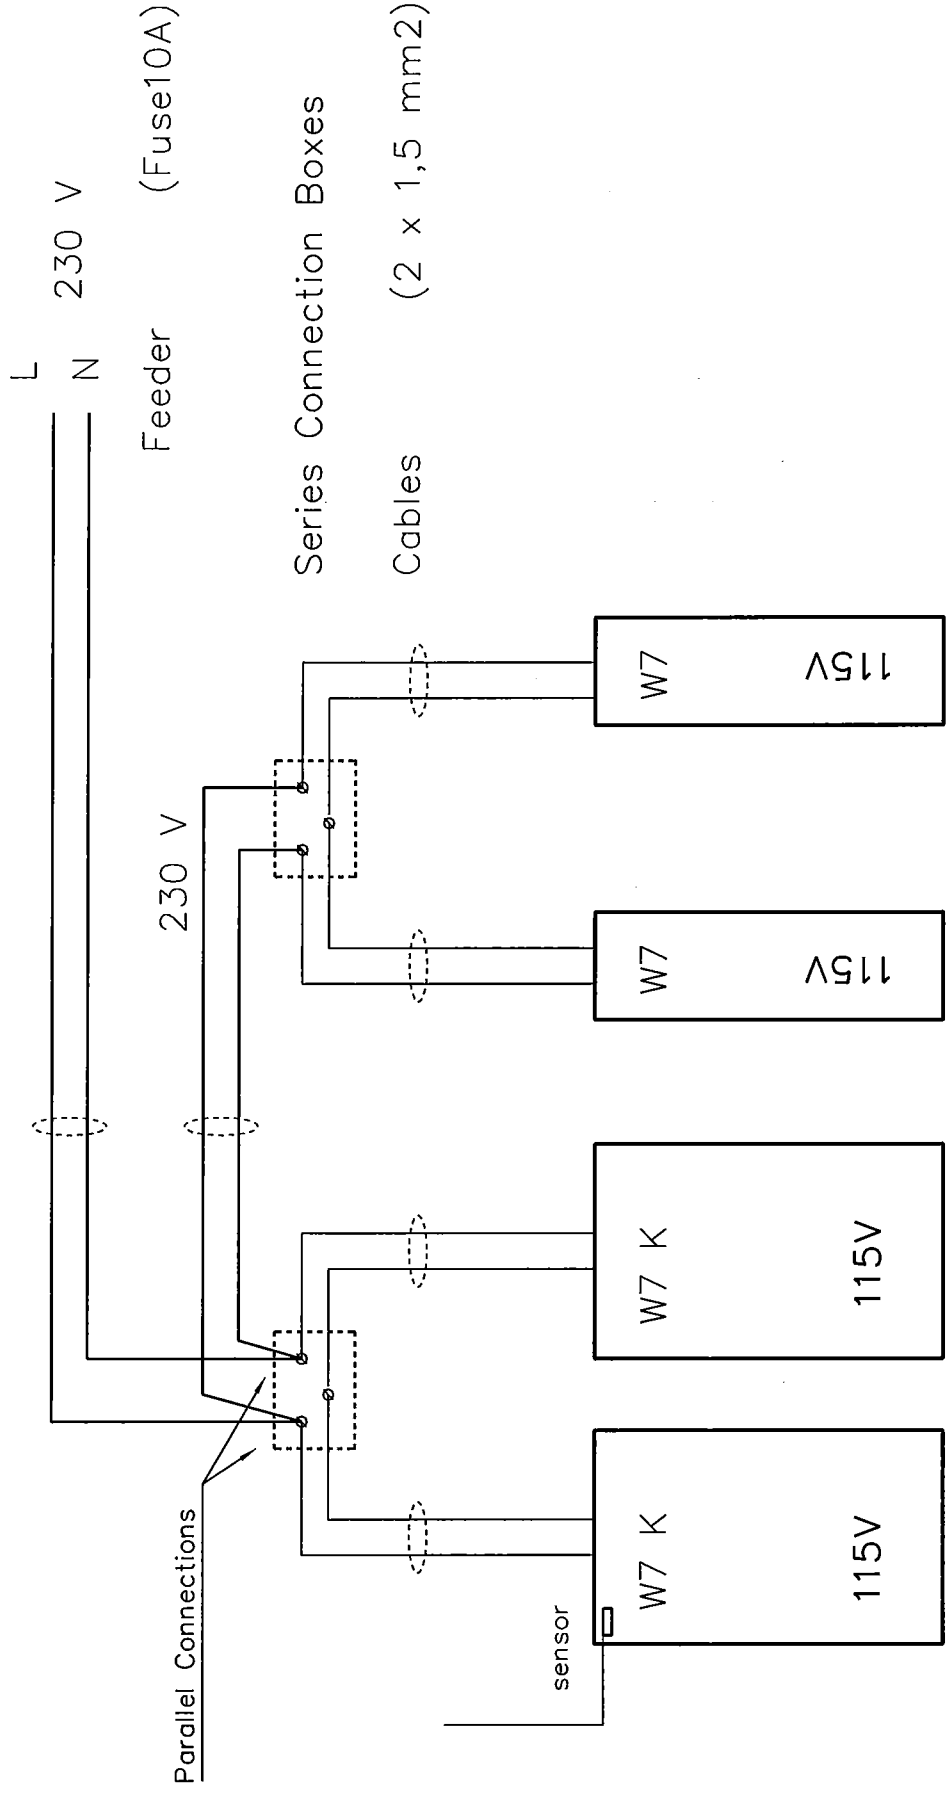 L
N 230 V
Feeder (Fuse10A)
230 V
Series Connection Boxes
Cables (2 x 1,5 mm2)
Parallel Connections
sensor
W7 K
115V
W7 K
115V
W7
115V
W7
115V